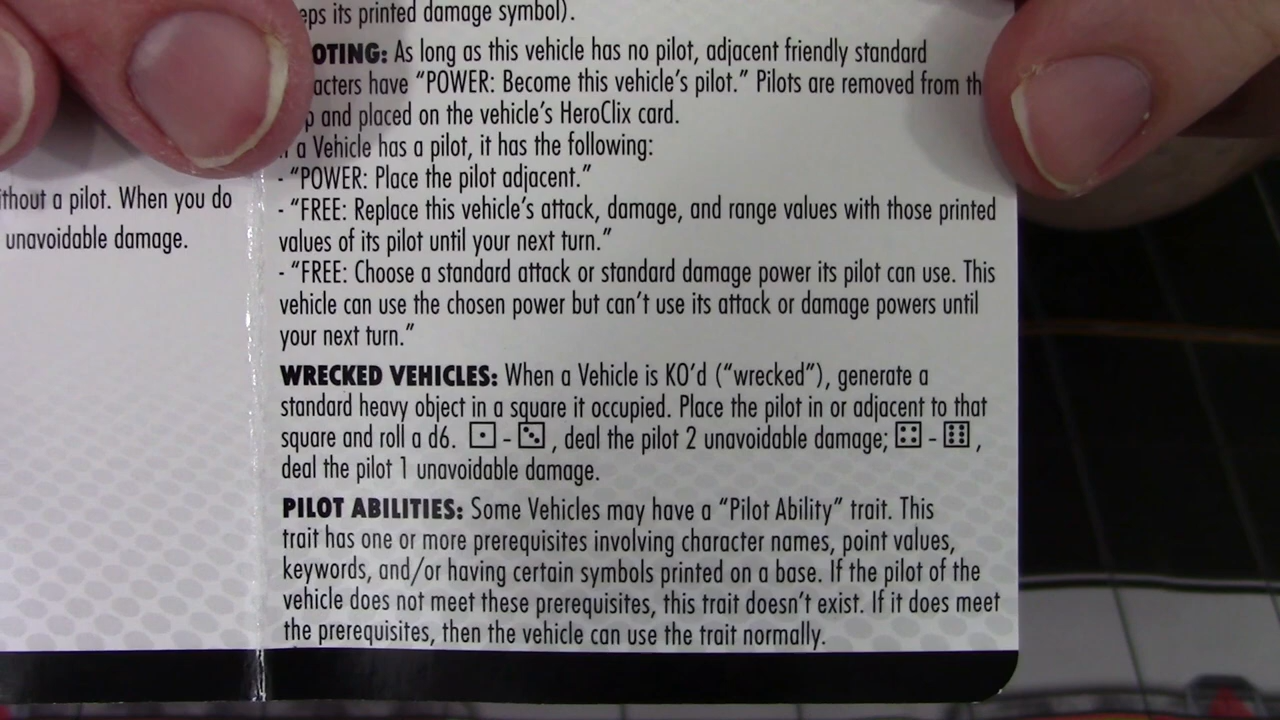 eps its printed damage symbol).
OTING: As long as this vehicle has no pilot, adjacent friendly standard
acters have “POWER: Become this vehicle’s pilot.” Pilots are removed from th
p and placed on the vehicle’s HeroClix card.
a Vehicle has a pilot, it has the following:
- “POWER: Place the pilot adjacent.”
- “FREE: Replace this vehicle’s attack, damage, and range values with those printed
values of its pilot until your next turn.”
- “FREE: Choose a standard attack or standard damage power its pilot can use. This
vehicle can use the chosen power but can’t use its attack or damage powers until
your next turn.”
WRECKED VEHICLES: When a Vehicle is KO’d (“wrecked”), generate a
standard heavy object in a square it occupied. Place the pilot in or adjacent to that
square and roll a d6. ⚀ - ⚂, deal the pilot 2 unavoidable damage; ⚃ - ⚅,
deal the pilot 1 unavoidable damage.
PILOT ABILITIES: Some Vehicles may have a “Pilot Ability” trait. This
trait has one or more prerequisites involving character names, point values,
keywords, and/or having certain symbols printed on a base. If the pilot of the
vehicle does not meet these prerequisites, this trait doesn’t exist. If it does meet
the prerequisites, then the vehicle can use the trait normally.
ithout a pilot. When you do
unavoidable damage.